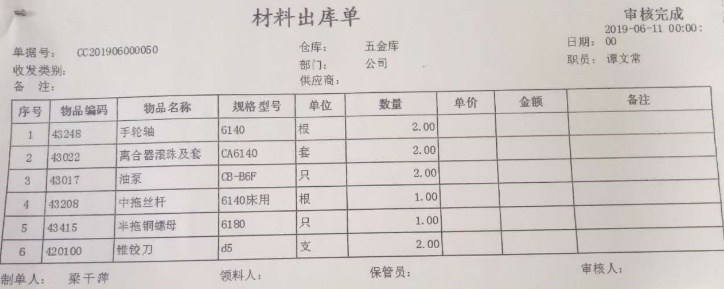 材料出库单
审核完成
单据号： CC201906000050 仓库： 五金库 日期： 2019-06-11 00:00:00
收发类别： 部门： 公司 职员： 谭文常
备 注： 供应商：
序号 物品编码 物品名称 规格型号 单位 数量 单价 金额 备注
1 43248 手轮轴 6140 根 2.00
2 43022 离合器滚珠及套 CA6140 套 2.00
3 43017 油泵 CB-B6F 只 2.00
4 43208 中拖丝杆 6140床用 根 1.00
5 43415 半拖铜螺母 6180 只 1.00
6 420100 锥铰刀 d5 支 2.00
制单人： 梁干萍 领料人： 保管员： 审核人：